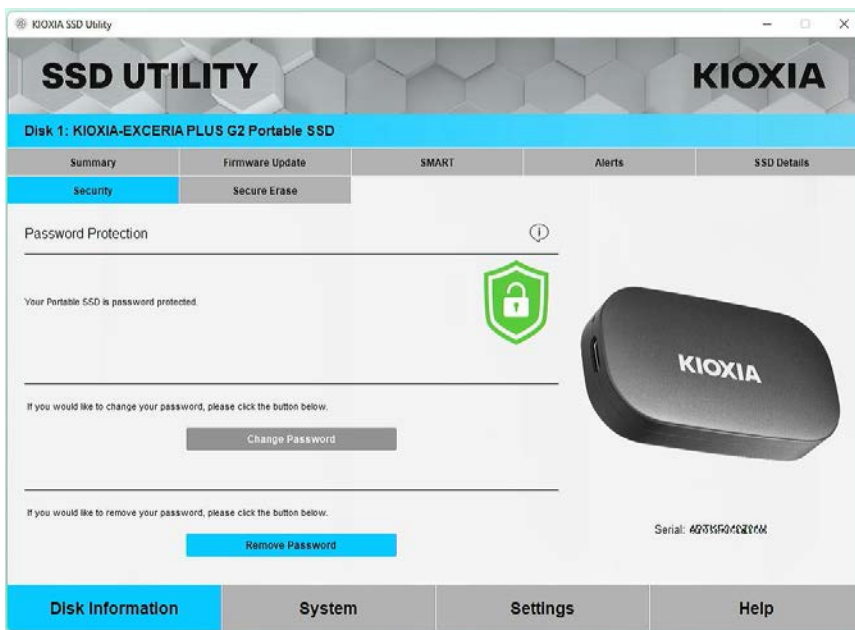 KIOXIA SSD Utility
SSD UTILITY KIOXIA
Disk 1: KIOXIA-EXCERIA PLUS G2 Portable SSD
Summary Firmware Update SMART Alerts SSD Details
Security Secure Erase
Password Protection
Your Portable SSD is password protected.
KIOXIA
If you would like to change your password, please click the button below.
Change Password
If you would like to remove your password, please click the button below.
Serial:
Remove Password
Disk Information System Settings Help